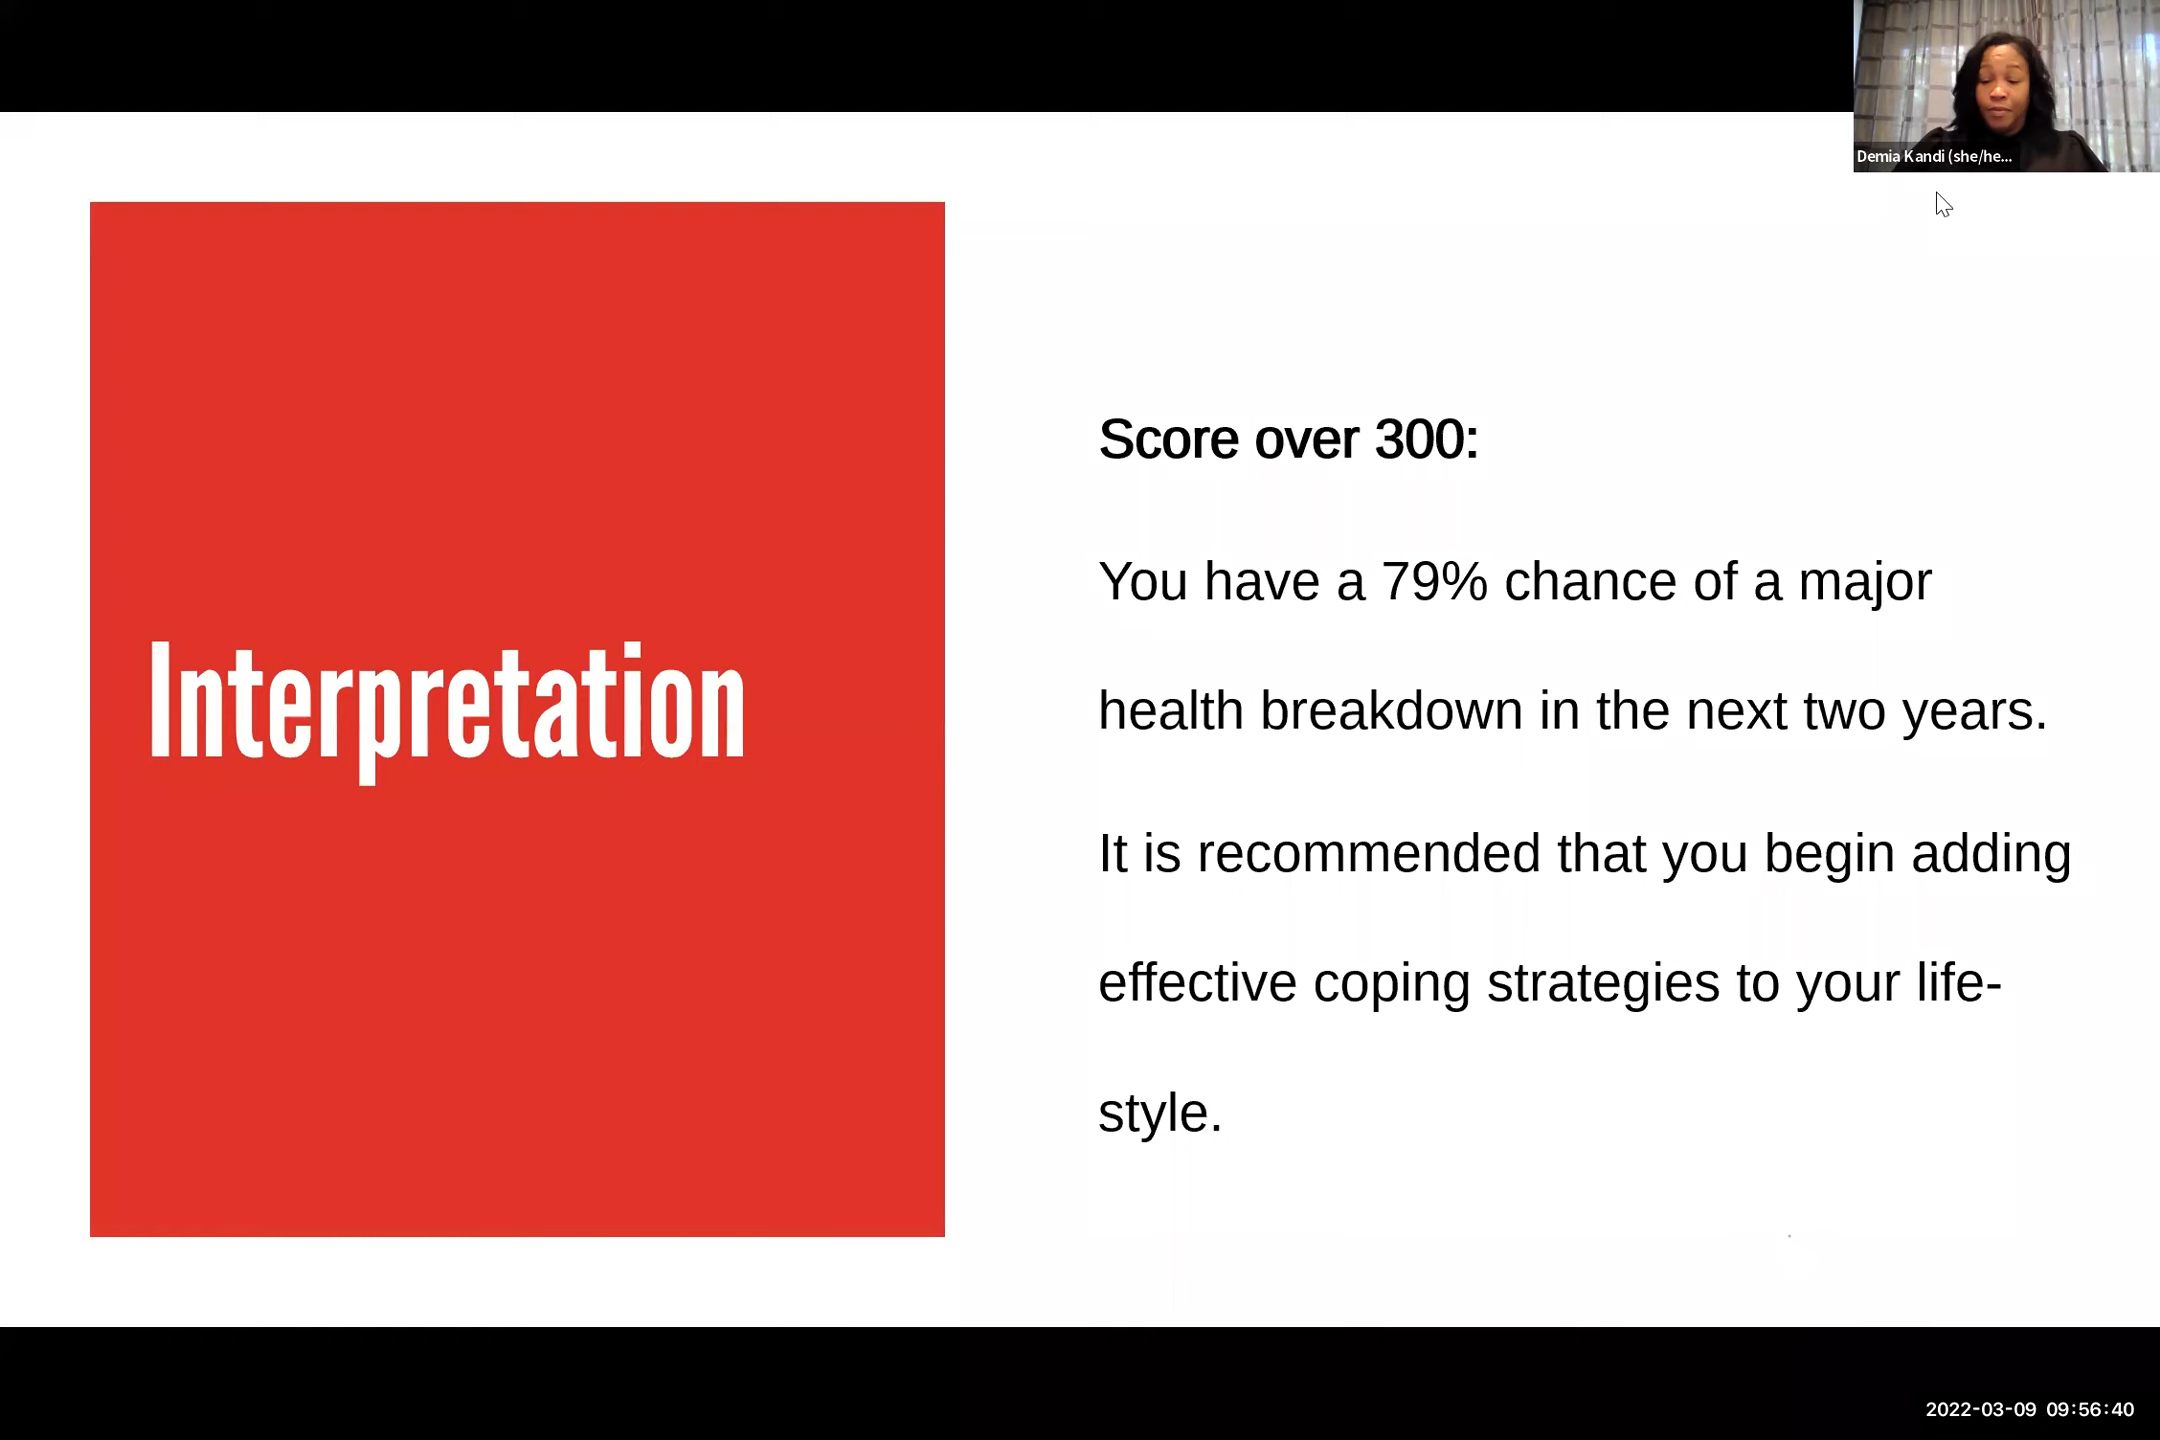 Demia Kandi (she/he...
Interpretation
Score over 300:
You have a 79% chance of a major
health breakdown in the next two years.
It is recommended that you begin adding
effective coping strategies to your life-
style.
2022-03-09 09:56:40